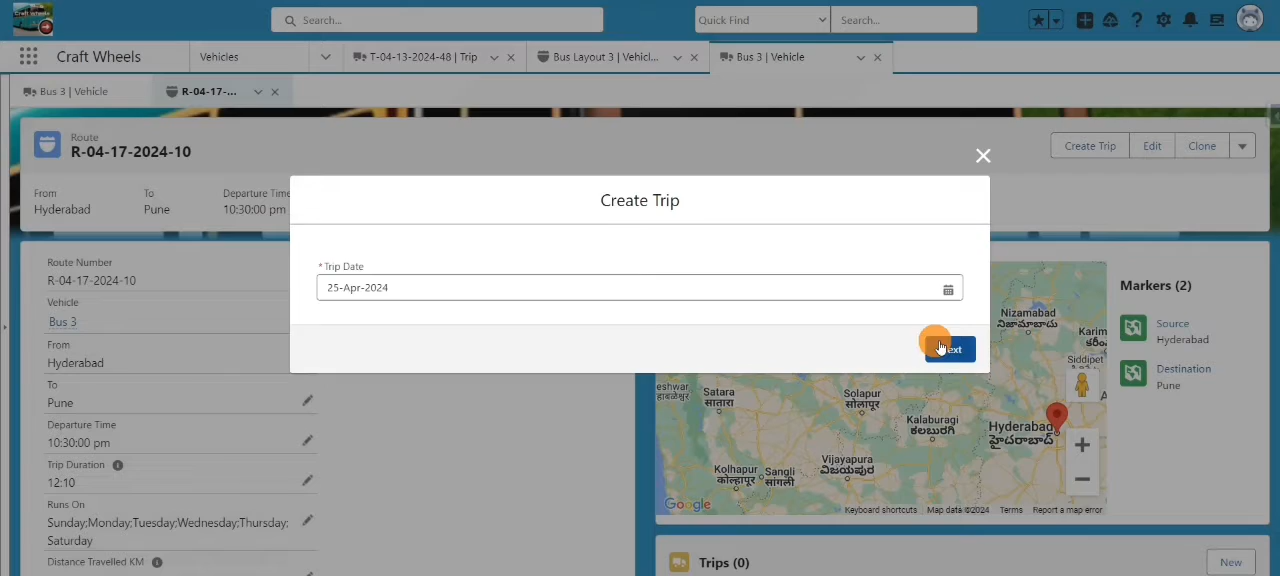 Craft Wheels
Search...
Quick Find
Search...
Craft Wheels
Vehicles
T-04-13-2024-48 | Trip
Bus Layout 3 | Vehicl...
Bus 3 | Vehicle
Bus 3 | Vehicle
R-04-17-...
Route
R-04-17-2024-10
Create Trip
Edit
Clone
From
To
Departure Time
Hyderabad
Pune
10:30:00 pm
Create Trip
* Trip Date
25-Apr-2024
Route Number
R-04-17-2024-10
Vehicle
Bus 3
From
Hyderabad
To
Pune
Departure Time
10:30:00 pm
Trip Duration
12:10
Runs On
Sunday;Monday;Tuesday;Wednesday;Thursday;
Saturday
Distance Travelled KM
Nizamabad
నిజామాబాదు
Karim
Siddipet
Satara
सातारा
Solapur
सोलापूर
Kalaburagi
ಕಲಬುರಗಿ
Hyderabad
హైదరాబాద్
Vijayapura
ವಿಜಯಪುರ
Kolhapur
कोल्हापूर
Sangli
सांगली
Google
Keyboard shortcuts
Map data ©2024
Terms
Report a map error
Markers (2)
Source
Hyderabad
Destination
Pune
Trips (0)
New